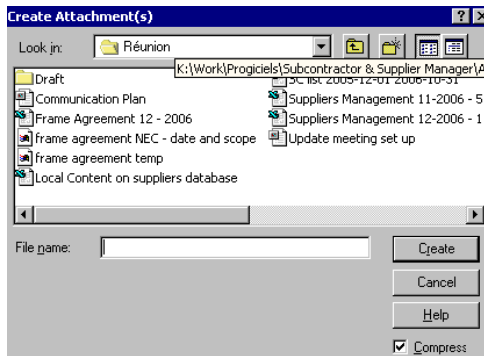 Create Attachment(s)
Look in: Réunion
K:\Work\Progiciels\Subcontractor & Supplier Manager\A
Draft
Communication Plan
Frame Agreement 12 - 2006
frame agreement NEC - date and scope
frame agreement temp
Local Content on suppliers database
SC list 2005-12-01 2006-10-31
Suppliers Management 11-2006 - 5
Suppliers Management 12-2006 - 1
Update meeting set up
File name:
Create
Cancel
Help
Compress